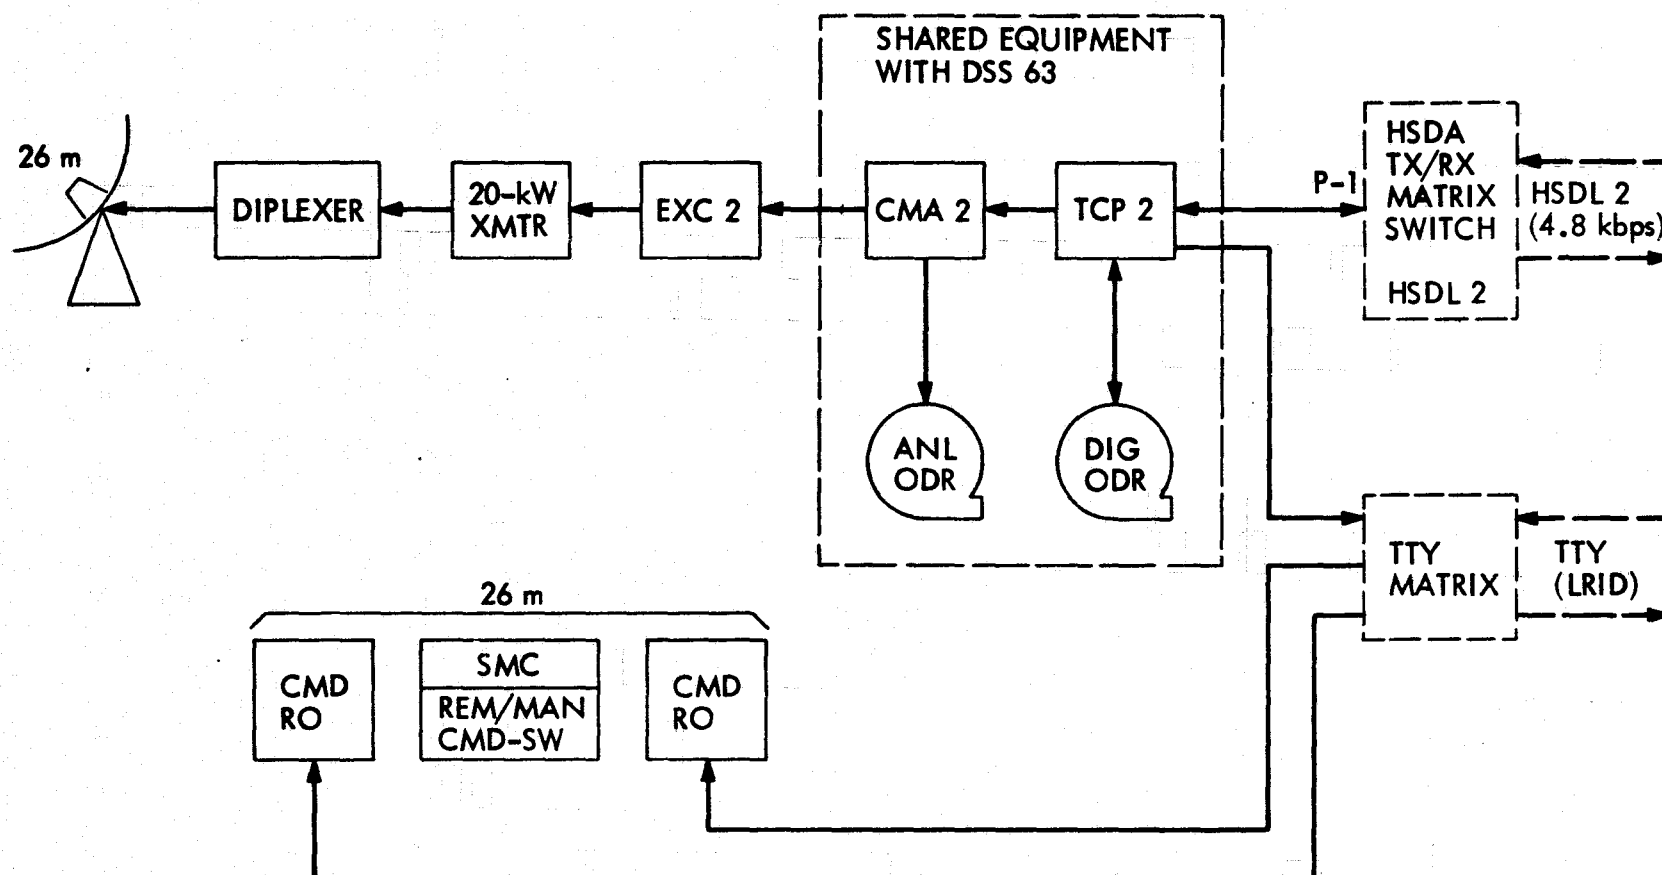 SHARED EQUIPMENT
WITH DSS 63
26 m
DIPLEXER
20-kW
XMTR
EXC 2
CMA 2
TCP 2
P-1
HSDA
TX/RX
MATRIX
SWITCH
HSDL 2
HSDL 2
(4.8 kbps)
ANL
ODR
DIG
ODR
TTY
MATRIX
TTY
(LRID)
26 m
CMD
RO
SMC
REM/MAN
CMD-SW
CMD
RO